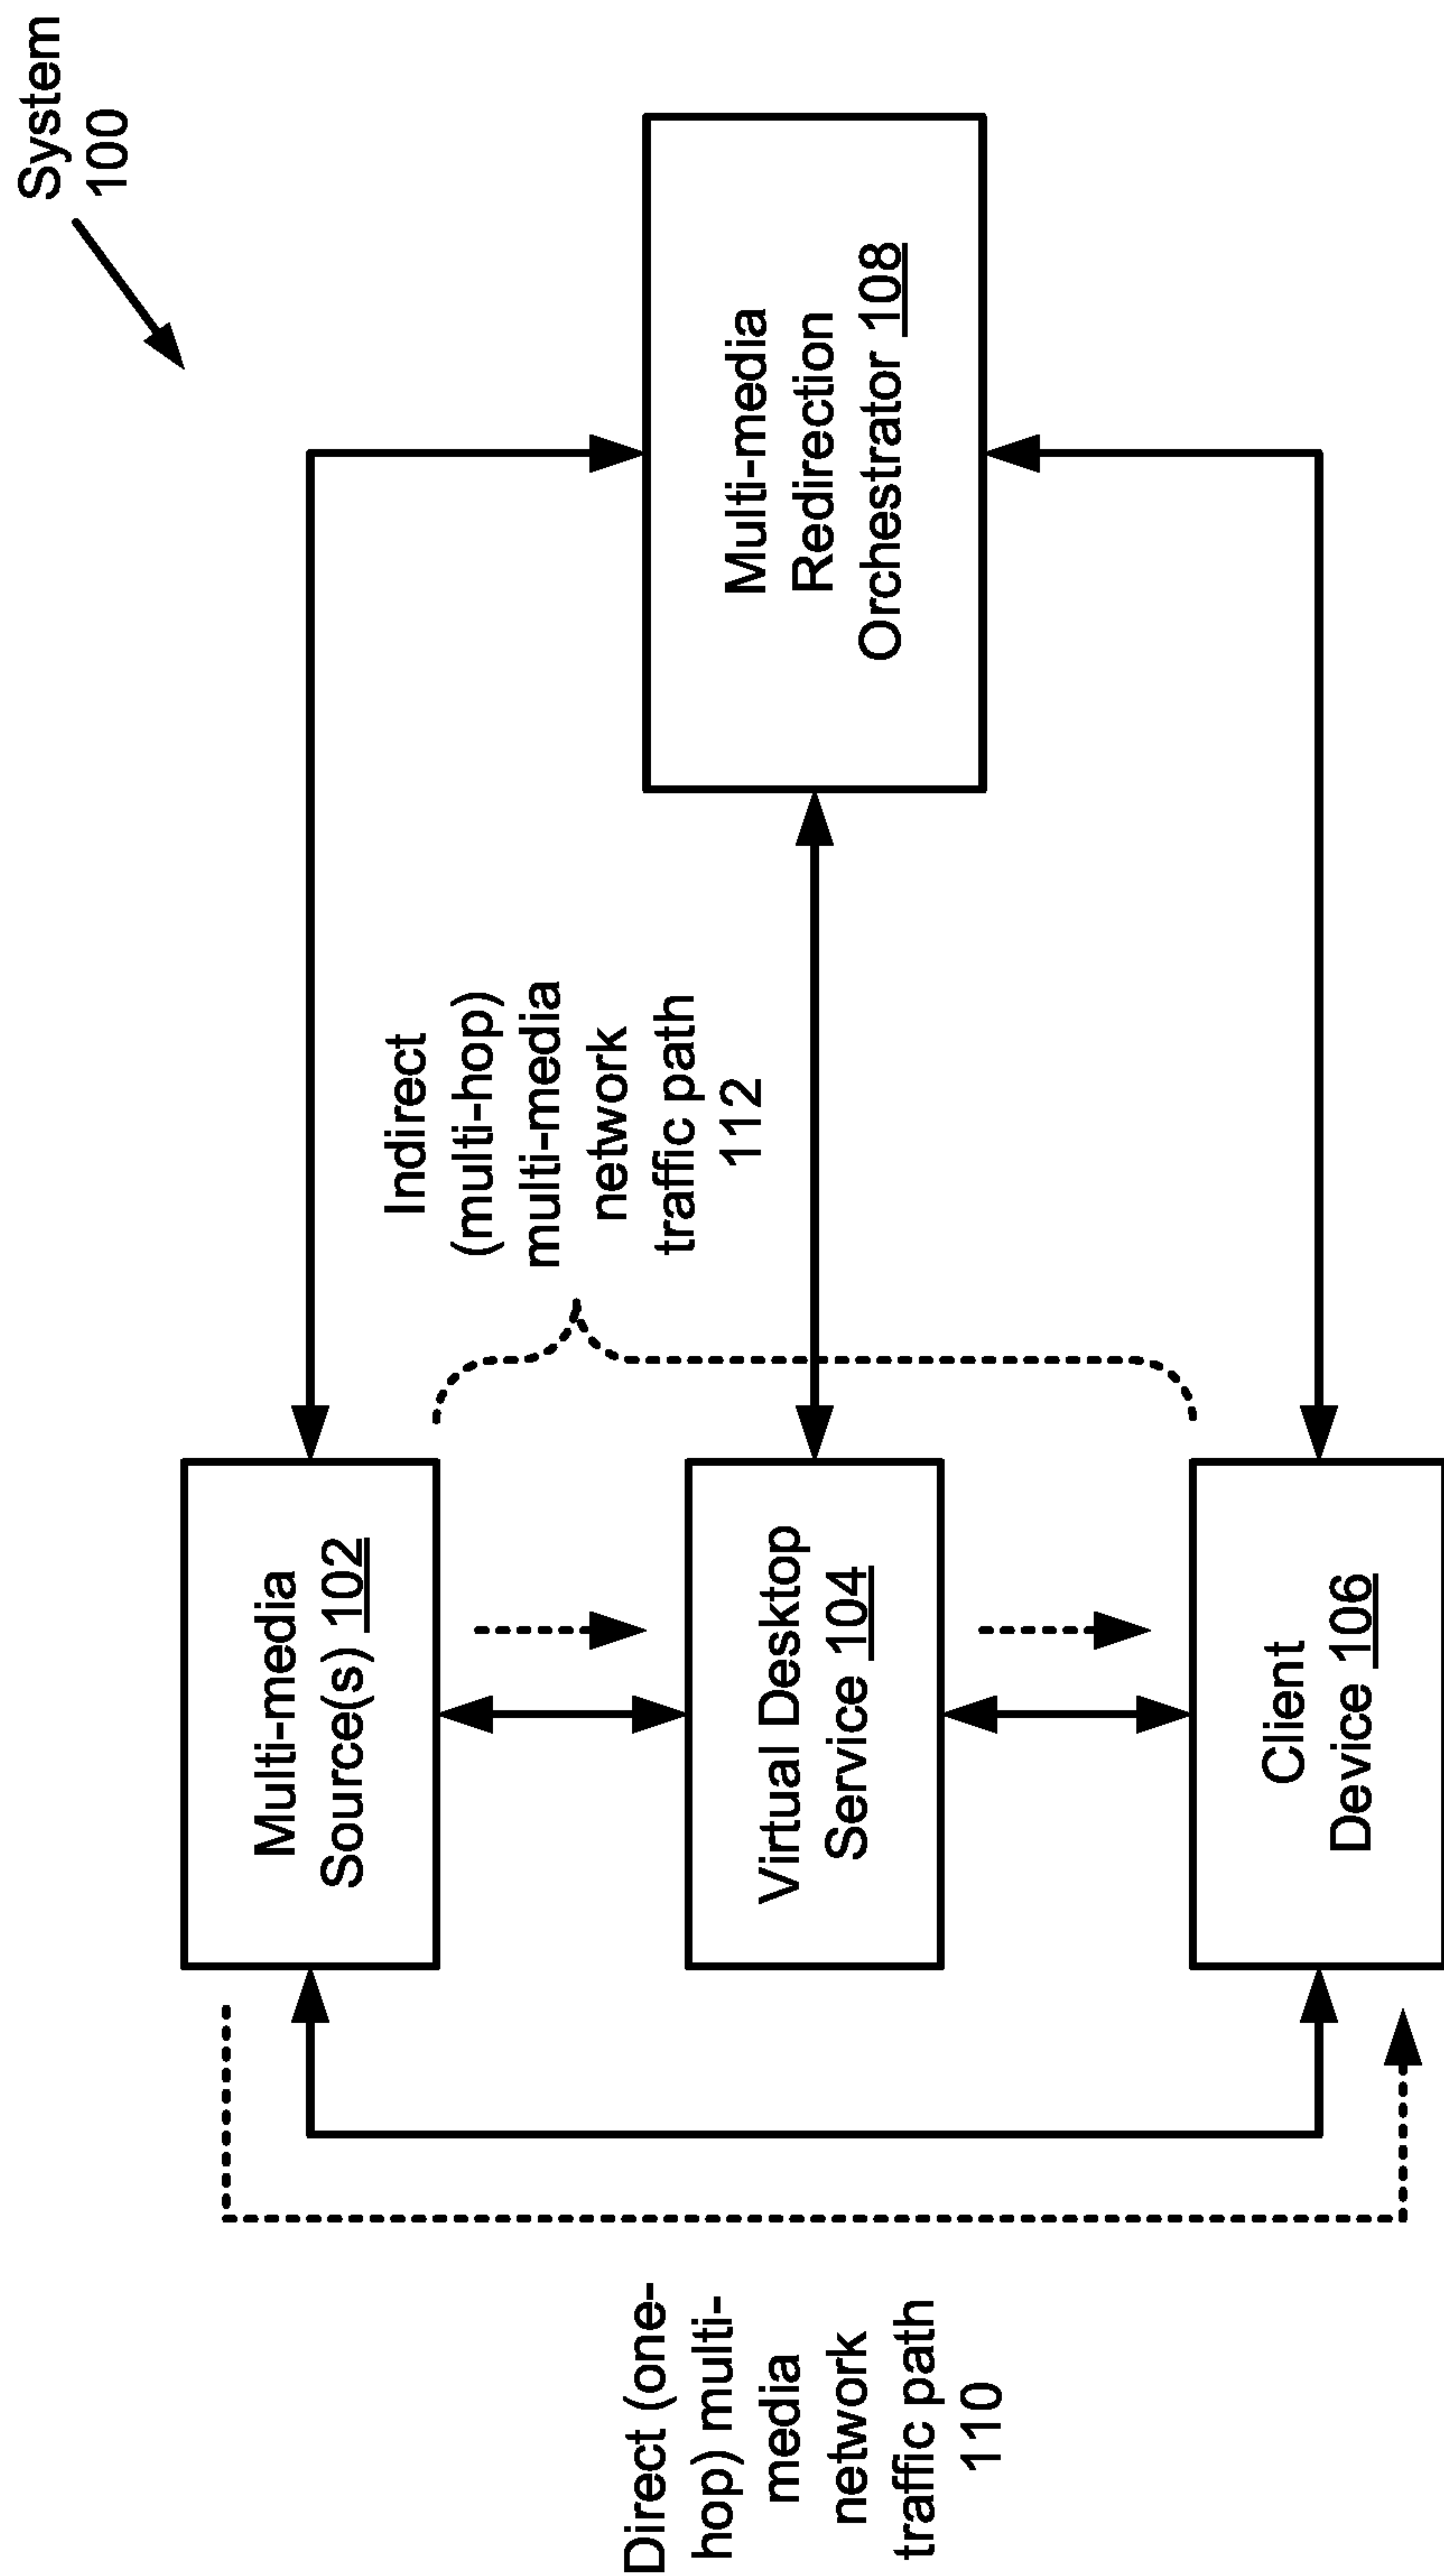 System
100
Multi-media
Source(s) 102
Indirect
(multi-hop)
multi-media
network
traffic path
112
Multi-media
Redirection
Orchestrator 108
Direct (one-
hop) multi-
media
network
traffic path
110
Virtual Desktop
Service 104
Client
Device 106